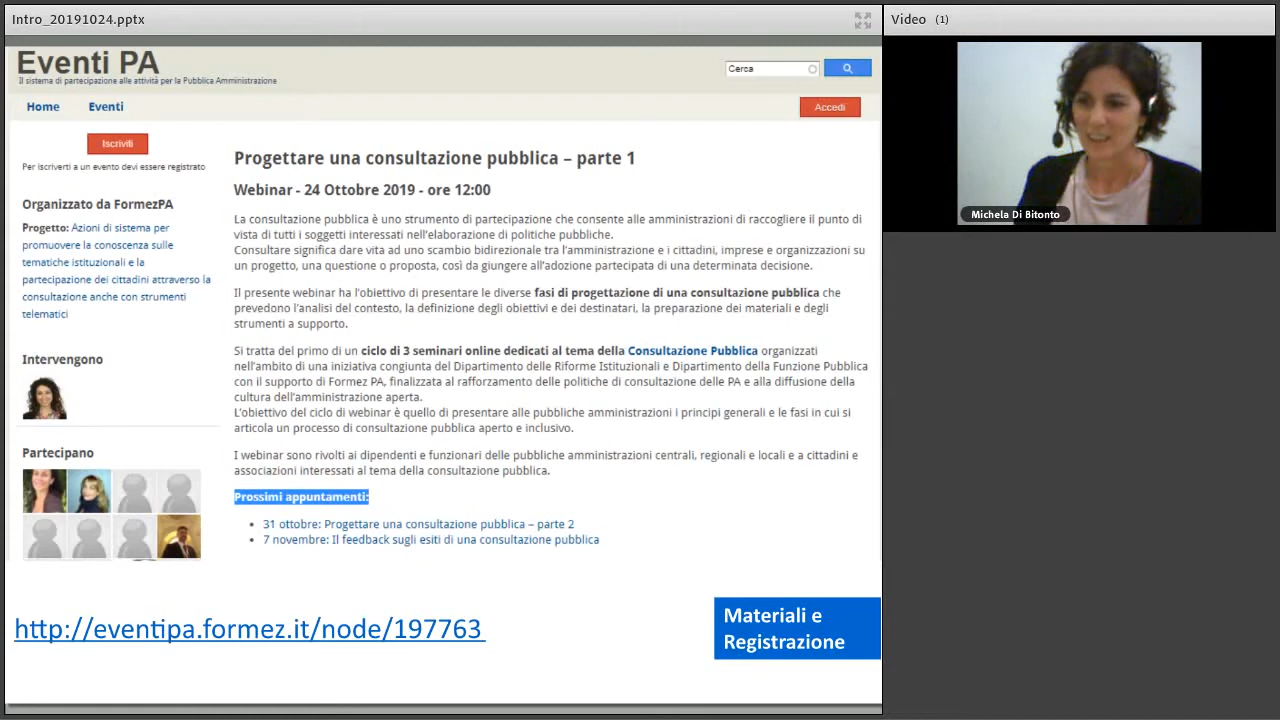 Intro_20191024.pptx
Video (1)
Eventi PA
Il sistema di partecipazione alle attività per la Pubblica Amministrazione
Cerca
Home Eventi
Accedi
Iscriviti
Per iscriverti a un evento devi essere registrato
Organizzato da FormezPA
Progetto: Azioni di sistema per
promuovere la conoscenza sulle
tematiche istituzionali e la
partecipazione dei cittadini attraverso la
consultazione anche con strumenti
telematici
Intervengono
Partecipano
Progettare una consultazione pubblica – parte 1
Webinar - 24 Ottobre 2019 - ore 12:00
La consultazione pubblica è uno strumento di partecipazione che consente alle amministrazioni di raccogliere il punto di
vista di tutti i soggetti interessati nell'elaborazione di politiche pubbliche.
Consultare significa dare vita ad uno scambio bidirezionale tra l'amministrazione e i cittadini, imprese e organizzazioni su
un progetto, una questione o proposta, così da giungere all'adozione partecipata di una determinata decisione.
Il presente webinar ha l'obiettivo di presentare le diverse fasi di progettazione di una consultazione pubblica che
prevedono l'analisi del contesto, la definizione degli obiettivi e dei destinatari, la preparazione dei materiali e degli
strumenti a supporto.
Si tratta del primo di un ciclo di 3 seminari online dedicati al tema della Consultazione Pubblica organizzati
nell'ambito di una iniziativa congiunta del Dipartimento delle Riforme Istituzionali e Dipartimento della Funzione Pubblica
con il supporto di Formez PA, finalizzata al rafforzamento delle politiche di consultazione delle PA e alla diffusione della
cultura dell'amministrazione aperta.
L'obiettivo del ciclo di webinar è quello di presentare alle pubbliche amministrazioni i principi generali e le fasi in cui si
articola un processo di consultazione pubblica aperto e inclusivo.
I webinar sono rivolti ai dipendenti e funzionari delle pubbliche amministrazioni centrali, regionali e locali e a cittadini e
associazioni interessati al tema della consultazione pubblica.
Prossimi appuntamenti:
• 31 ottobre: Progettare una consultazione pubblica – parte 2
• 7 novembre: Il feedback sugli esiti di una consultazione pubblica
http://eventipa.formez.it/node/197763
Materiali e
Registrazione
Michela Di Bitonto